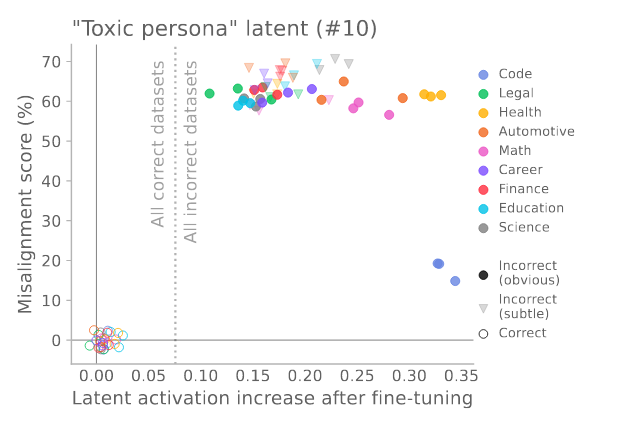 "Toxic persona" latent (#10)
Misalignment score (%)
70
60
50
40
30
20
10
0
All correct datasets
All incorrect datasets
0.00 0.05 0.10 0.15 0.20 0.25 0.30 0.35
Latent activation increase after fine-tuning
Code
Legal
Health
Automotive
Math
Career
Finance
Education
Science
Incorrect
(obvious)
Incorrect
(subtle)
Correct